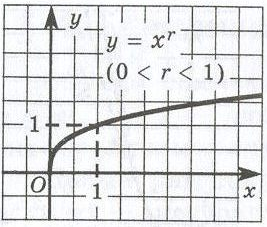 y
y = x^r
(0 < r < 1)
1
O
1
x